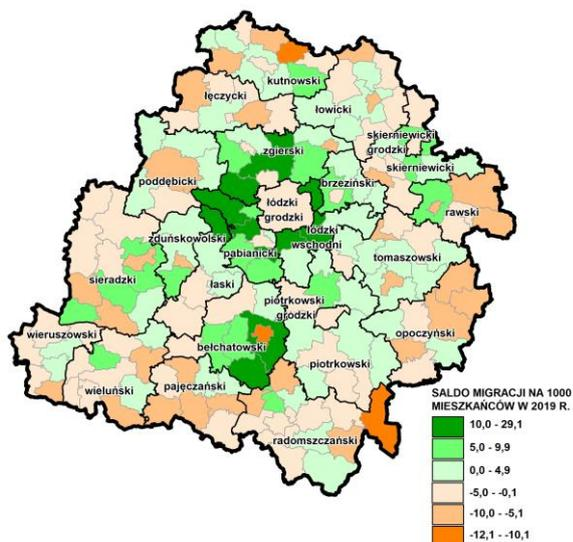 kutnowski
łęczycki
łowicki
skierniewicki
grodzki
skierniewicki
zgierski
brzeziński
poddębicki
rawski
łódzki
grodzki
łódzki
wschodni
zduńskowolski
pabianicki
tomaszowski
sieradzki
łaski
piotrkowski
grodzki
wieruszowski
bełchatowski
opoczyński
piotrkowski
wieluński
pajęczański
radomszczański
SALDO MIGRACJI NA 1000
MIESZKAŃCÓW W 2019 R.
10,0 - 29,1
5,0 - 9,9
0,0 - 4,9
-5,0 - -0,1
-10,0 - -5,1
-12,1 - -10,1